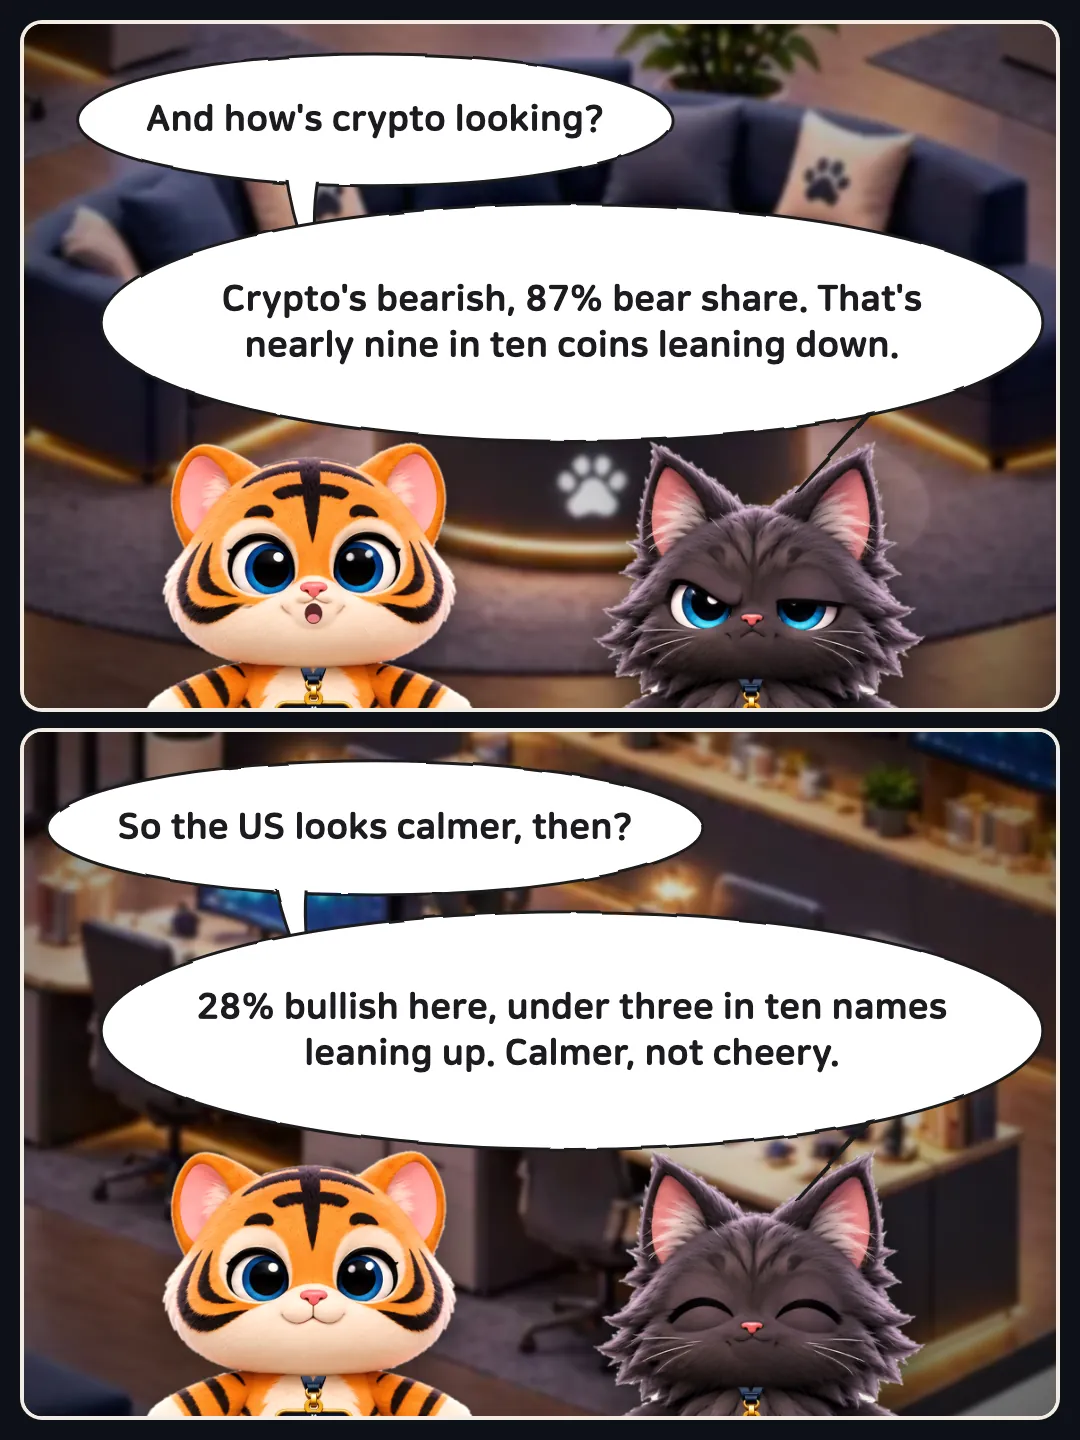 And how's crypto looking?
Crypto's bearish, 87% bear share. That's
nearly nine in ten coins leaning down.
So the US looks calmer, then?
28% bullish here, under three in ten names
leaning up. Calmer, not cheery.